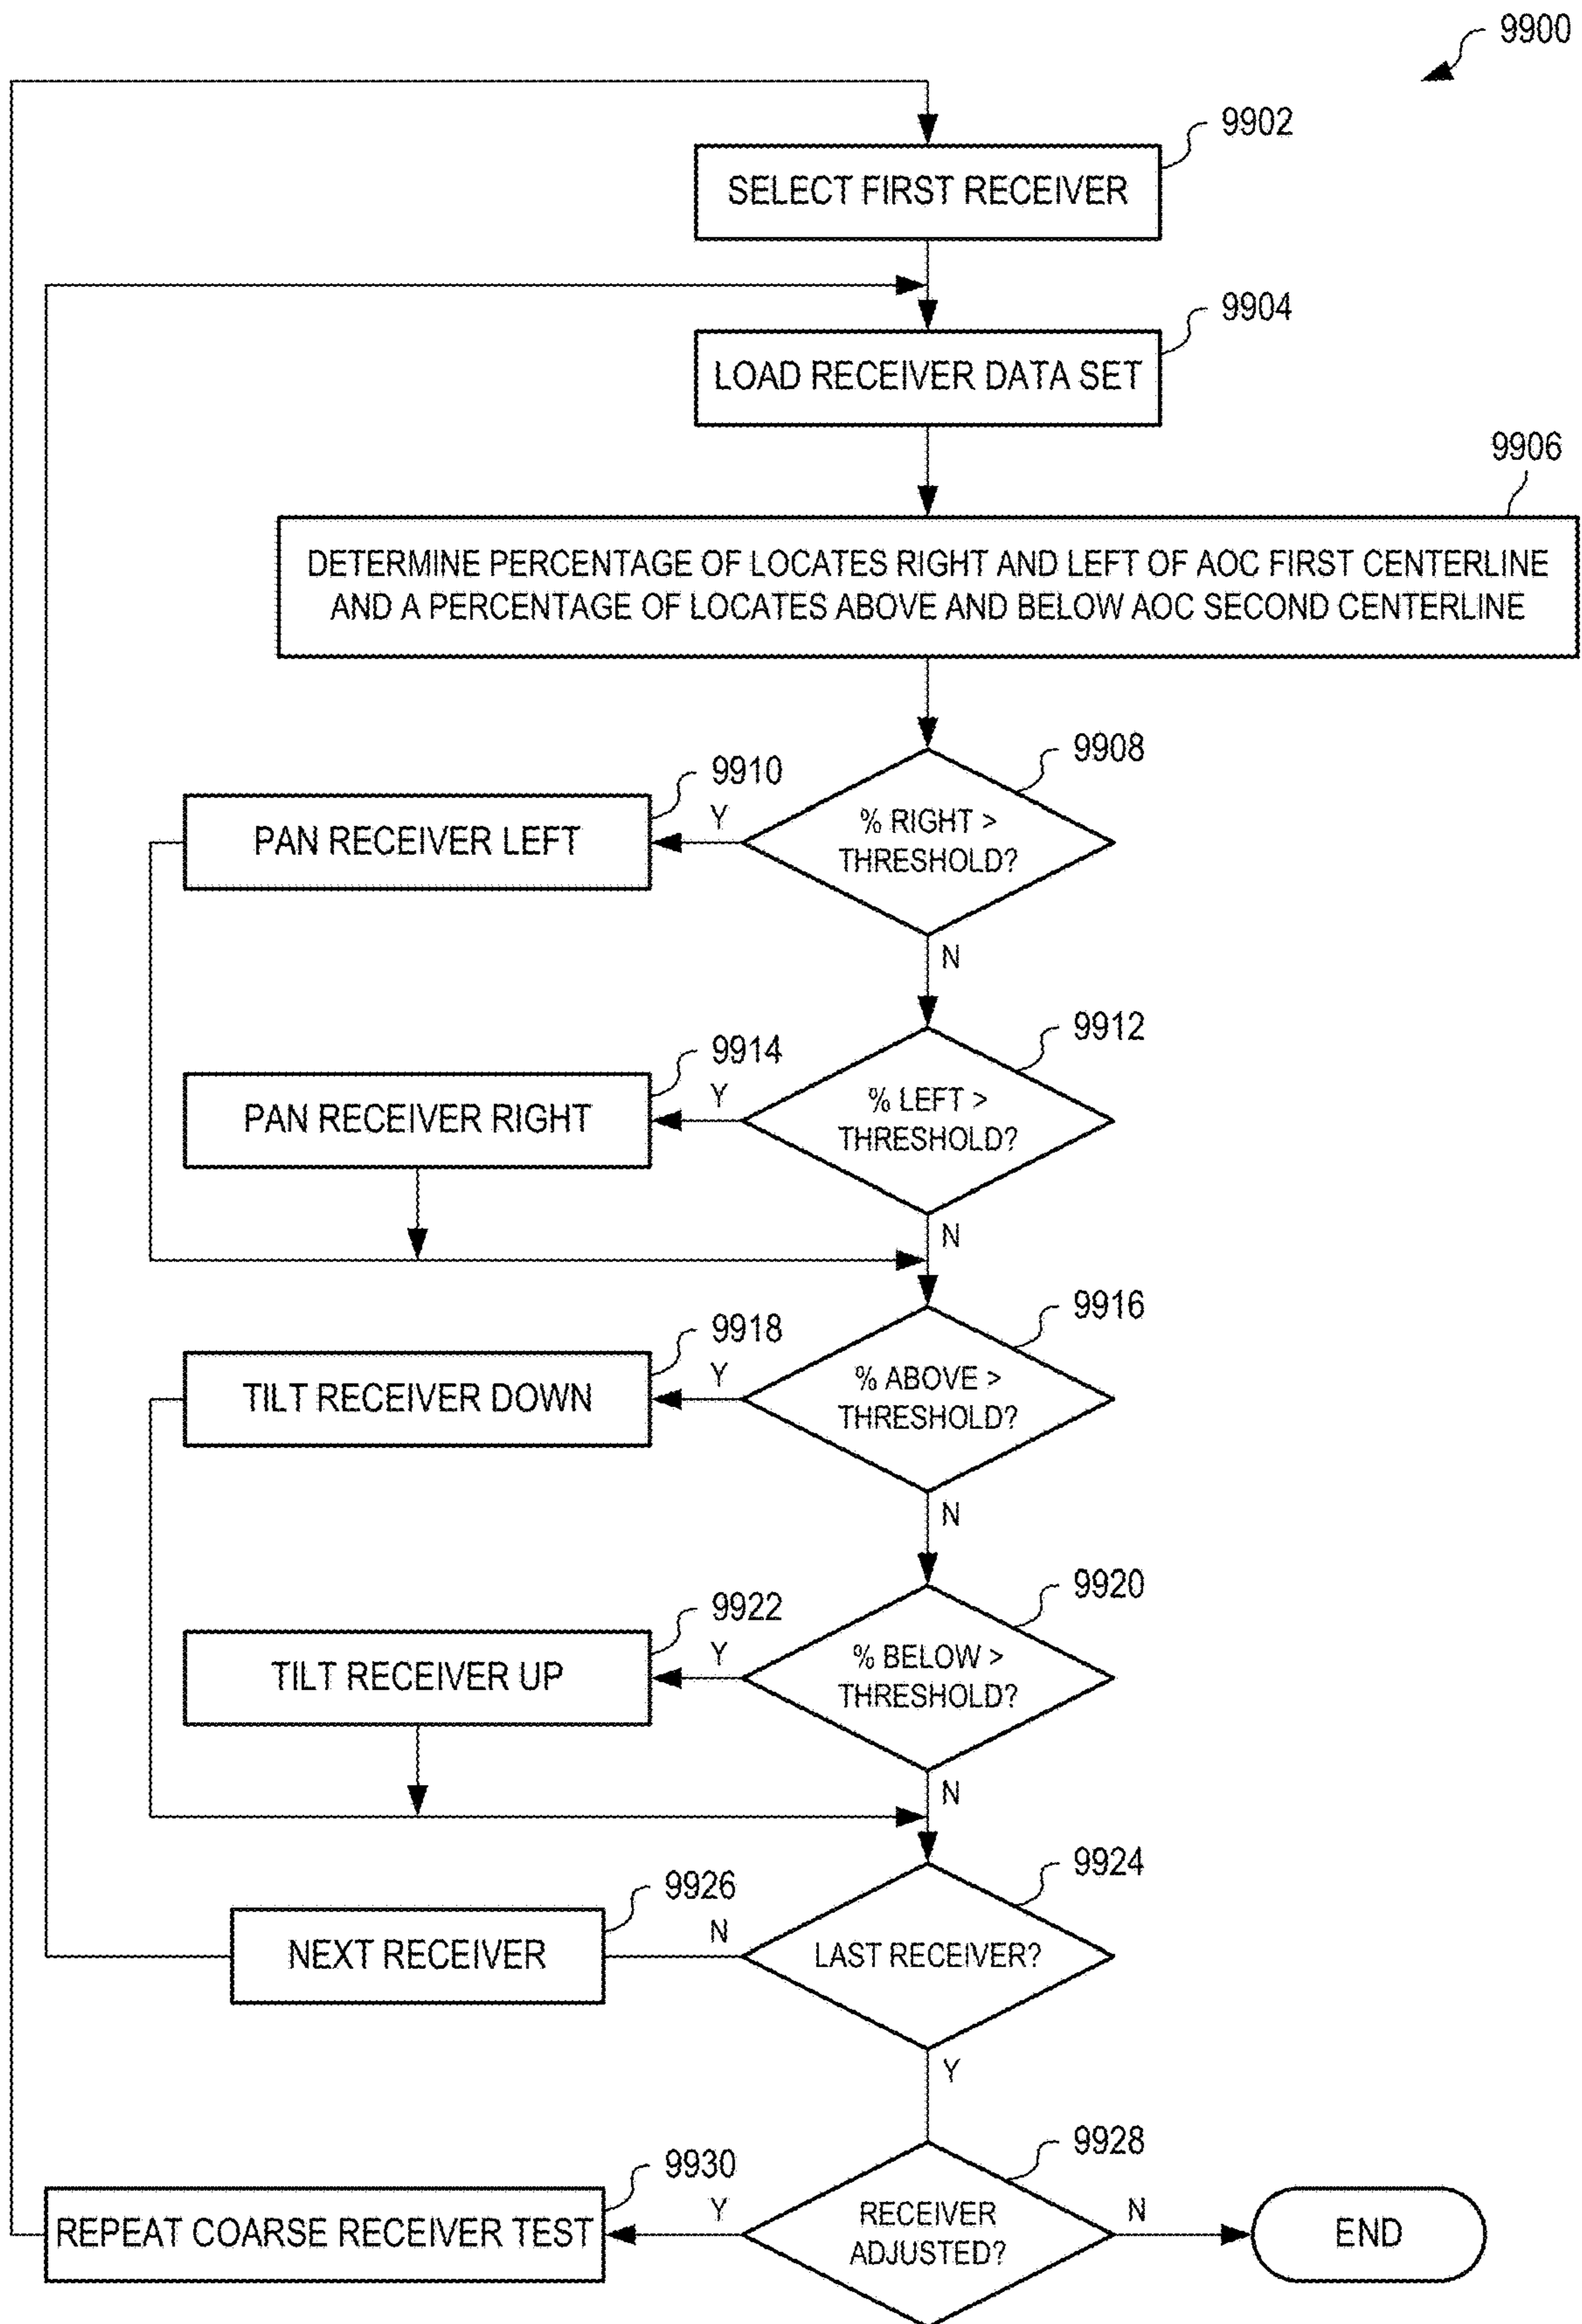 9900
9902
SELECT FIRST RECEIVER
9904
LOAD RECEIVER DATA SET
9906
DETERMINE PERCENTAGE OF LOCATES RIGHT AND LEFT OF AOC FIRST CENTERLINE
AND A PERCENTAGE OF LOCATES ABOVE AND BELOW AOC SECOND CENTERLINE
9908
% RIGHT >
THRESHOLD?
Y
9910
PAN RECEIVER LEFT
N
9912
% LEFT >
THRESHOLD?
Y
9914
PAN RECEIVER RIGHT
N
9916
% ABOVE >
THRESHOLD?
Y
9918
TILT RECEIVER DOWN
N
9920
% BELOW >
THRESHOLD?
Y
9922
TILT RECEIVER UP
N
9924
LAST RECEIVER?
N
9926
NEXT RECEIVER
Y
9928
RECEIVER
ADJUSTED?
Y
9930
REPEAT COARSE RECEIVER TEST
N
END